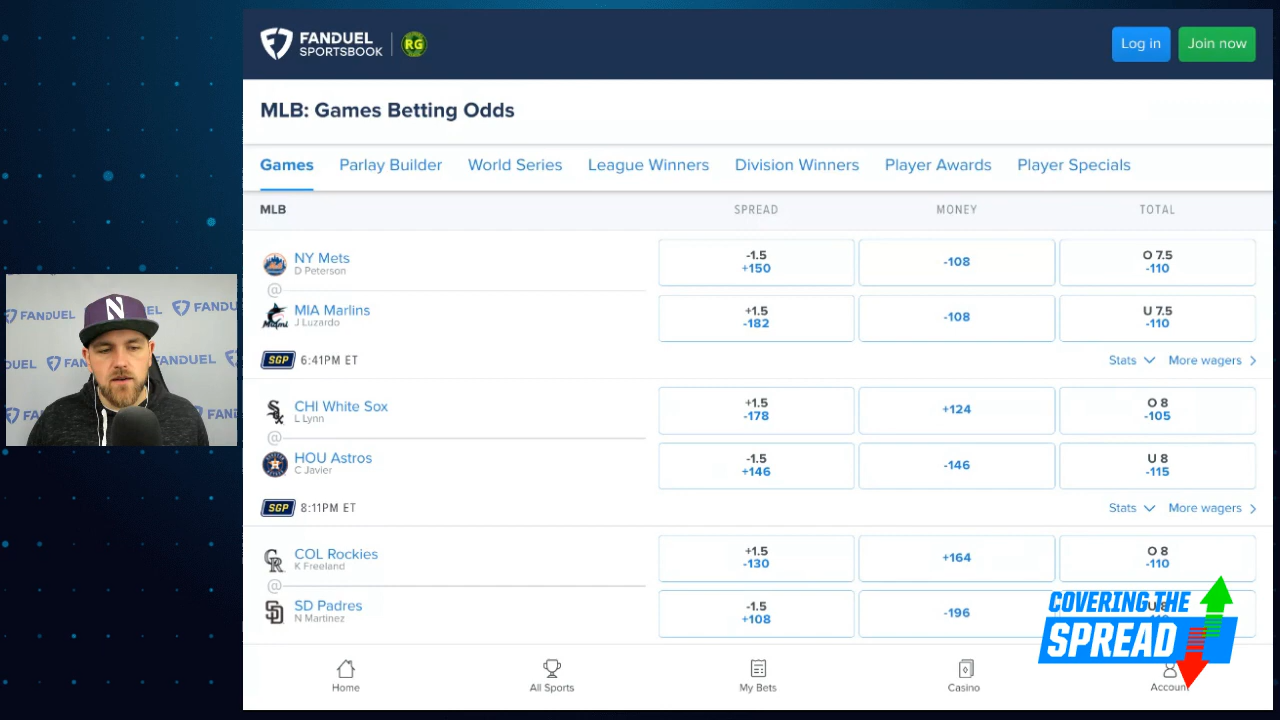 FANDUEL
SPORTSBOOK
RG
Log in
Join now
MLB: Games Betting Odds
Games Parlay Builder World Series League Winners Division Winners Player Awards Player Specials
MLB SPREAD MONEY TOTAL
NY Mets
D Peterson
-1.5
+150
-108
O 7.5
-110
@
MIA Marlins
J Luzardo
+1.5
-182
-108
U 7.5
-110
SGP 6:41PM ET Stats More wagers
CHI White Sox
L Lynn
+1.5
-178
+124
O 8
-105
@
HOU Astros
C Javier
-1.5
+146
-146
U 8
-115
SGP 8:11PM ET Stats More wagers
COL Rockies
K Freeland
+1.5
-130
+164
O 8
-110
@
SD Padres
N Martinez
-1.5
+108
-196
COVERING THE
SPREAD
Home All Sports My Bets Casino Account
N
FANDUEL
FANDUEL